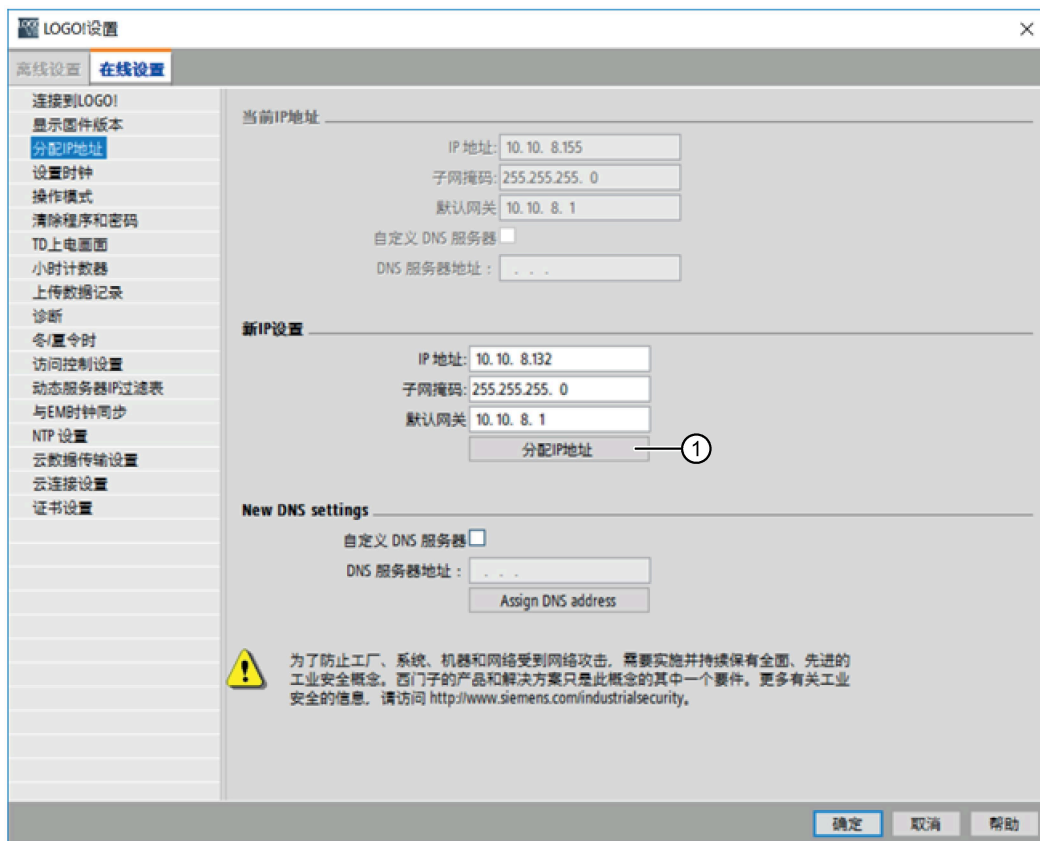 LOGO!设置
离线设置 在线设置
连接到LOGO!
显示固件版本
分配IP地址
设置时钟
操作模式
清除程序和密码
TD上电画面
小时计数器
上传数据记录
诊断
冬/夏令时
访问控制设置
动态服务器IP过滤表
与EM时钟同步
NTP 设置
云数据传输设置
云连接设置
证书设置
当前IP地址
IP 地址: 10. 10. 8.155
子网掩码: 255.255.255. 0
默认网关 10. 10. 8. 1
自定义 DNS 服务器
DNS 服务器地址： . . .
新IP设置
IP 地址: 10. 10. 8.132
子网掩码: 255.255.255. 0
默认网关 10. 10. 8. 1
分配IP地址 1
New DNS settings
自定义 DNS 服务器
DNS 服务器地址： . . .
Assign DNS address
为了防止工厂、系统、机器和网络受到网络攻击，需要实施并持续保有全面、先进的
工业安全概念。西门子的产品和解决方案只是此概念的其中一个要件。更多有关工业
安全的信息，请访问 http://www.siemens.com/industrialsecurity。
确定 取消 帮助